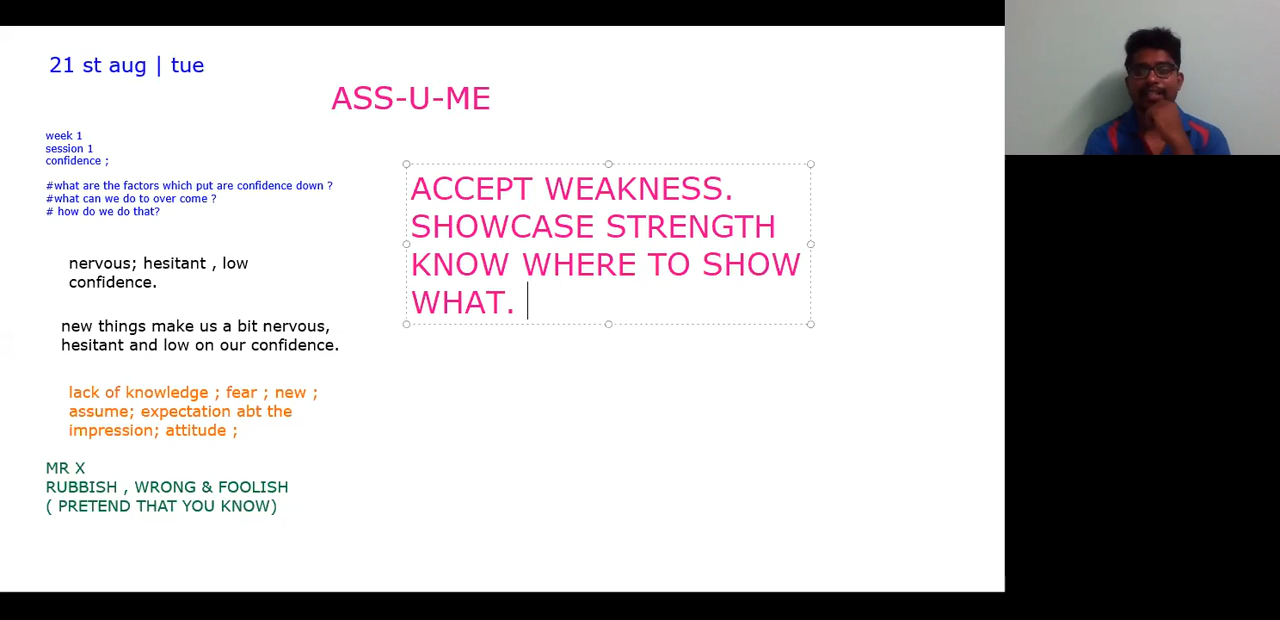 21 st aug | tue
ASS-U-ME
week 1
session 1
confidence ;
#what are the factors which put are confidence down ?
#what can we do to over come ?
# how do we do that?
nervous; hesitant , low
confidence.
new things make us a bit nervous,
hesitant and low on our confidence.
lack of knowledge ; fear ; new ;
assume; expectation abt the
impression; attitude ;
MR X
RUBBISH , WRONG & FOOLISH
( PRETEND THAT YOU KNOW)
ACCEPT WEAKNESS.
SHOWCASE STRENGTH
KNOW WHERE TO SHOW
WHAT.